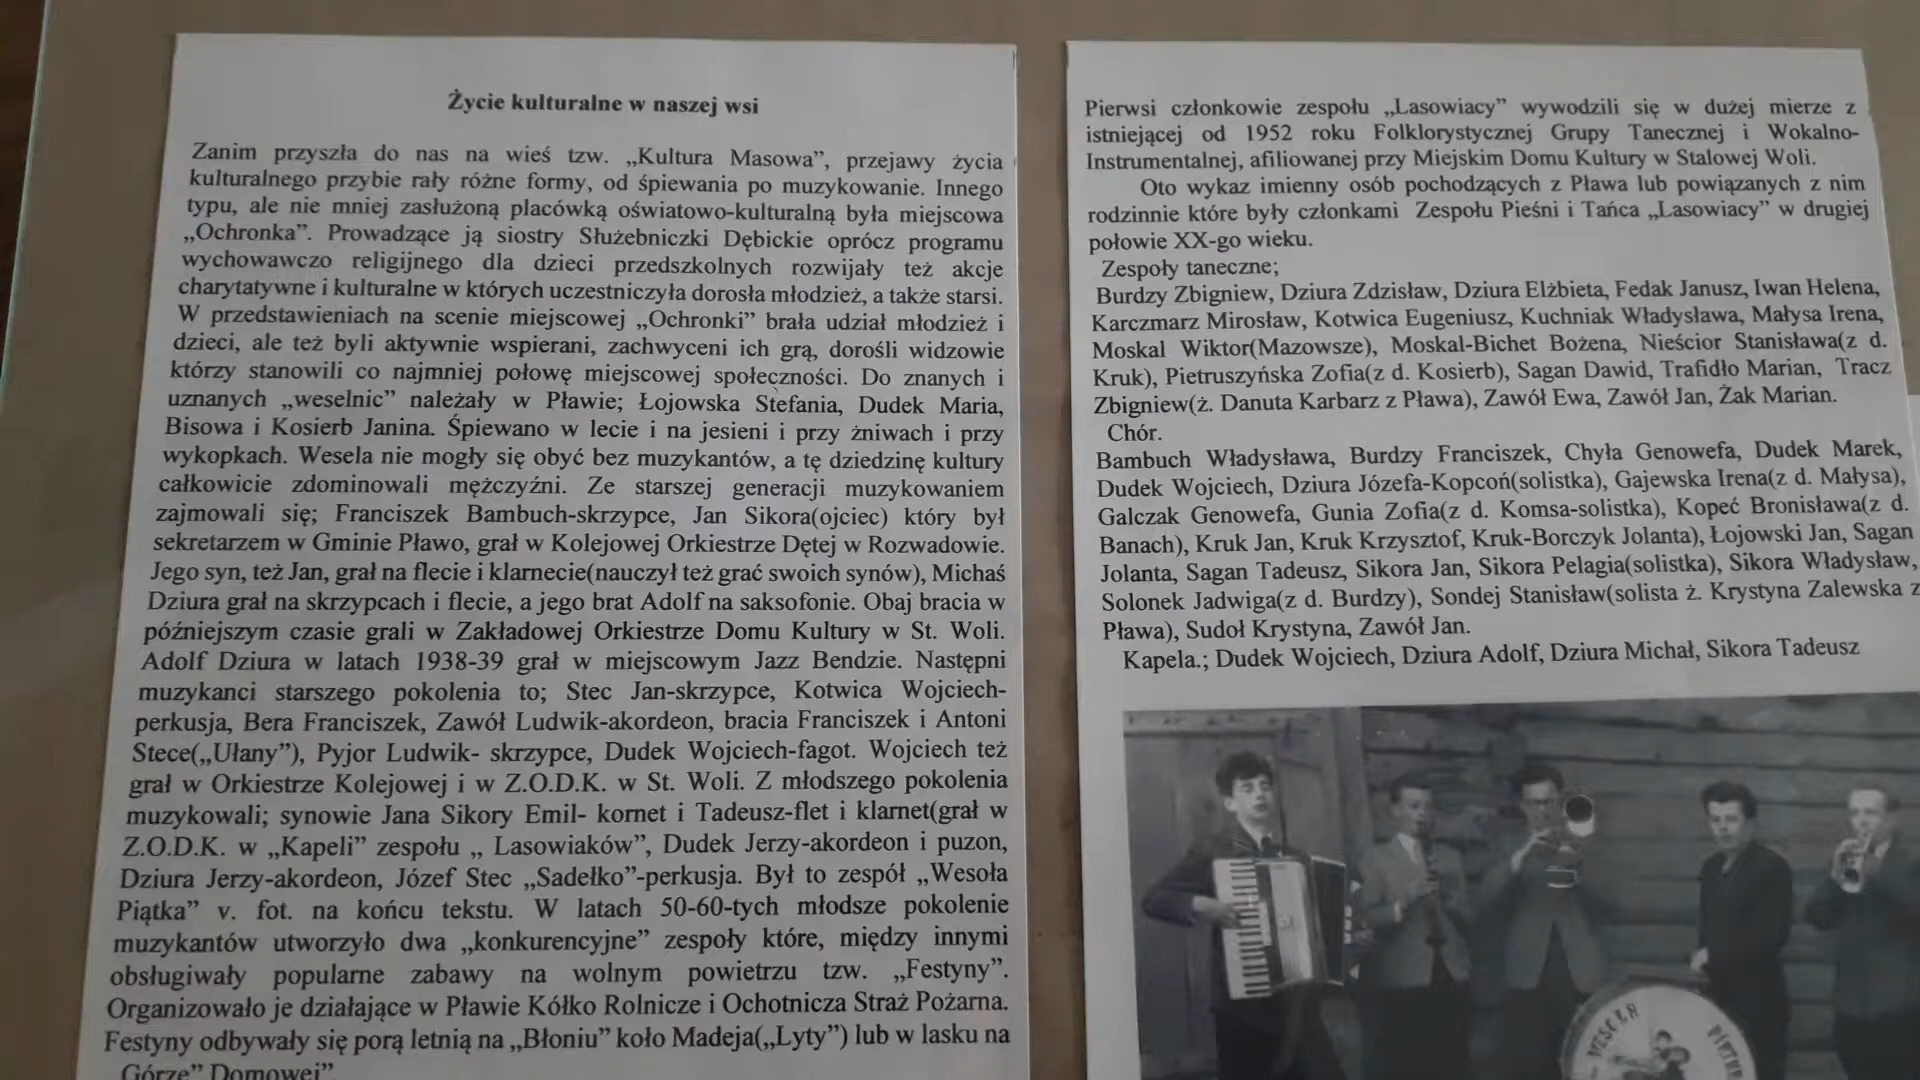 Życie kulturalne w naszej wsi
Zanim przyszła do nas na wieś tzw. „Kultura Masowa”, przejawy życia
kulturalnego przybie rały różne formy, od śpiewania po muzykowanie. Innego
typu, ale nie mniej zasłużoną placówką oświatowo-kulturalną była miejscowa
„Ochronka”. Prowadzące ją siostry Służebniczki Dębickie oprócz programu
wychowawczo religijnego dla dzieci przedszkolnych rozwijały też akcje
charytatywne i kulturalne w których uczestniczyła dorosła młodzież, a także starsi.
W przedstawieniach na scenie miejscowej „Ochronki” brała udział młodzież i
dzieci, ale też byli aktywnie wspierani, zachwyceni ich grą, dorośli widzowie
którzy stanowili co najmniej połowę miejscowej społeczności. Do znanych i
uznanych „weselnic” należały w Pławie; Łojowska Stefania, Dudek Maria,
Bisowa i Kosierb Janina. Śpiewano w lecie i na jesieni i przy żniwach i przy
wykopkach. Wesela nie mogły się obyć bez muzykantów, a tę dziedzinę kultury
całkowicie zdominowali mężczyźni. Ze starszej generacji muzykowaniem
zajmowali się; Franciszek Bambuch-skrzypce, Jan Sikora(ojciec) który był
sekretarzem w Gminie Pławo, grał w Kolejowej Orkiestrze Dętej w Rozwadowie.
Jego syn, też Jan, grał na flecie i klarnecie(nauczył też grać swoich synów), Michaś
Dziura grał na skrzypcach i flecie, a jego brat Adolf na saksofonie. Obaj bracia w
późniejszym czasie grali w Zakładowej Orkiestrze Domu Kultury w St. Woli.
Adolf Dziura w latach 1938-39 grał w miejscowym Jazz Bendzie. Następni
muzykanci starszego pokolenia to; Stec Jan-skrzypce, Kotwica Wojciech-
perkusja, Bera Franciszek, Zawół Ludwik-akordeon, bracia Franciszek i Antoni
Stece(„Ułany”), Pyjor Ludwik- skrzypce, Dudek Wojciech-fagot. Wojciech też
grał w Orkiestrze Kolejowej i w Z.O.D.K. w St. Woli. Z młodszego pokolenia
muzykowali; synowie Jana Sikory Emil- kornet i Tadeusz-flet i klarnet(grał w
Z.O.D.K. w „Kapeli” zespołu „ Lasowiaków”, Dudek Jerzy-akordeon i puzon,
Dziura Jerzy-akordeon, Józef Stec „Sadełko”-perkusja. Był to zespół „Wesoła
Piątka” v. fot. na końcu tekstu. W latach 50-60-tych młodsze pokolenie
muzykantów utworzyło dwa „konkurencyjne” zespoły które, między innymi
obsługiwały popularne zabawy na wolnym powietrzu tzw. „Festyny”.
Organizowało je działające w Pławie Kółko Rolnicze i Ochotnicza Straż Pożarna.
Festyny odbywały się porą letnią na „Błoniu” koło Madeja(„Lyty”) lub w lasku na
Górze” Domowej”
Pierwsi członkowie zespołu „Lasowiacy” wywodzili się w dużej mierze z
istniejącej od 1952 roku Folklorystycznej Grupy Tanecznej i Wokalno-
Instrumentalnej, afiliowanej przy Miejskim Domu Kultury w Stalowej Woli.
Oto wykaz imienny osób pochodzących z Pława lub powiązanych z nim
rodzinnie które były członkami Zespołu Pieśni i Tańca „Lasowiacy” w drugiej
połowie XX-go wieku.
Zespoły taneczne;
Burdzy Zbigniew, Dziura Zdzisław, Dziura Elżbieta, Fedak Janusz, Iwan Helena,
Karczmarz Mirosław, Kotwica Eugeniusz, Kuchniak Władysława, Małysa Irena,
Moskal Wiktor(Mazowsze), Moskal-Bichet Bożena, Nieścior Stanisława(z d.
Kruk), Pietruszyńska Zofia(z d. Kosierb), Sagan Dawid, Trafidło Marian, Tracz
Zbigniew(ż. Danuta Karbarz z Pława), Zawół Ewa, Zawół Jan, Żak Marian.
Chór.
Bambuch Władysława, Burdzy Franciszek, Chyła Genowefa, Dudek Marek,
Dudek Wojciech, Dziura Józefa-Kopcoń(solistka), Gajewska Irena(z d. Małysa),
Galczak Genowefa, Gunia Zofia(z d. Komsa-solistka), Kopeć Bronisława(z d.
Banach), Kruk Jan, Kruk Krzysztof, Kruk-Borczyk Jolanta), Łojowski Jan, Sagan
Jolanta, Sagan Tadeusz, Sikora Jan, Sikora Pelagia(solistka), Sikora Władysław,
Solonek Jadwiga(z d. Burdzy), Sondej Stanisław(solista ż. Krystyna Zalewska z
Pława), Sudoł Krystyna, Zawół Jan.
Kapela.; Dudek Wojciech, Dziura Adolf, Dziura Michał, Sikora Tadeusz